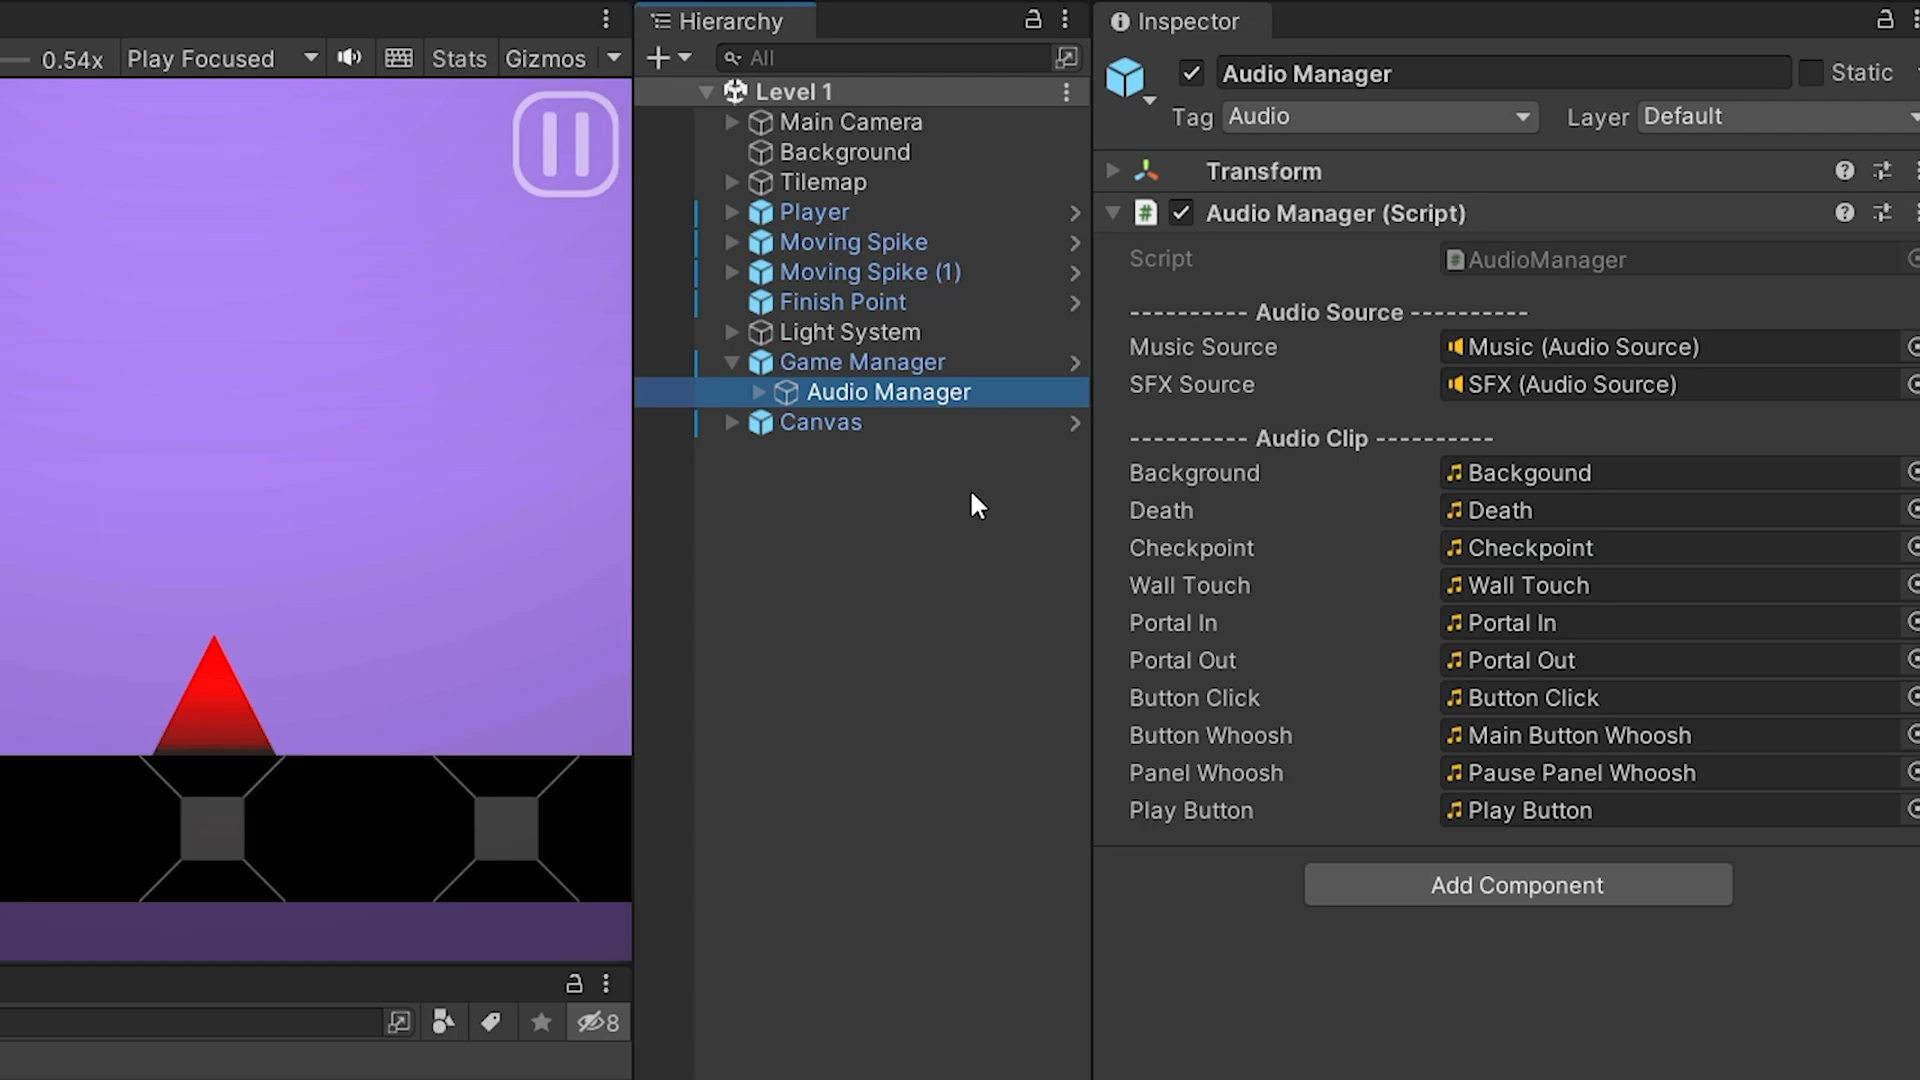 0.54x Play Focused Stats Gizmos
Hierarchy
All
Level 1
Main Camera
Background
Tilemap
Player
Moving Spike
Moving Spike (1)
Finish Point
Light System
Game Manager
Audio Manager
Canvas
8
Inspector
Audio Manager Static
Tag Audio Layer Default
Transform
# Audio Manager (Script)
Script # AudioManager
---------- Audio Source ----------
Music Source Music (Audio Source)
SFX Source SFX (Audio Source)
---------- Audio Clip ----------
Background Backgound
Death Death
Checkpoint Checkpoint
Wall Touch Wall Touch
Portal In Portal In
Portal Out Portal Out
Button Click Button Click
Button Whoosh Main Button Whoosh
Panel Whoosh Pause Panel Whoosh
Play Button Play Button
Add Component